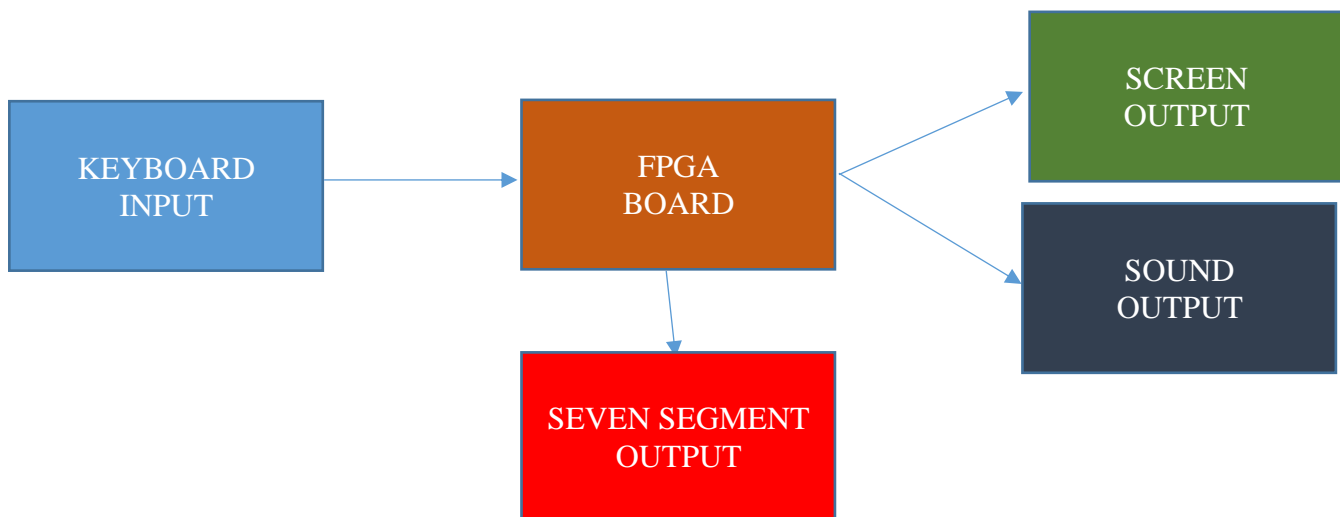 KEYBOARD
INPUT
FPGA
BOARD
SCREEN
OUTPUT
SOUND
OUTPUT
SEVEN SEGMENT
OUTPUT